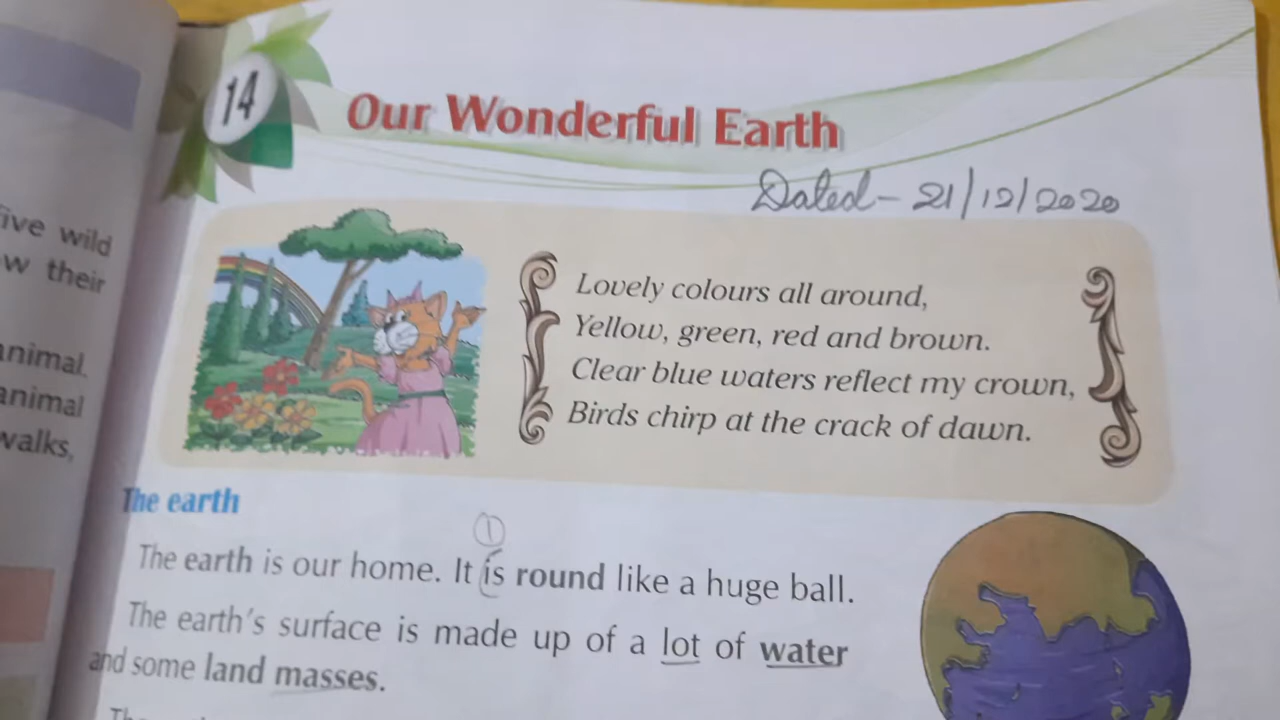 ive wild
w their
animal.
animal
walks,
14
Our Wonderful Earth
Dated - 21/12/2020
Lovely colours all around,
Yellow, green, red and brown.
Clear blue waters reflect my crown,
Birds chirp at the crack of dawn.
The earth
1
The earth is our home. It is round like a huge ball.
The earth's surface is made up of a lot of water
and some land masses.